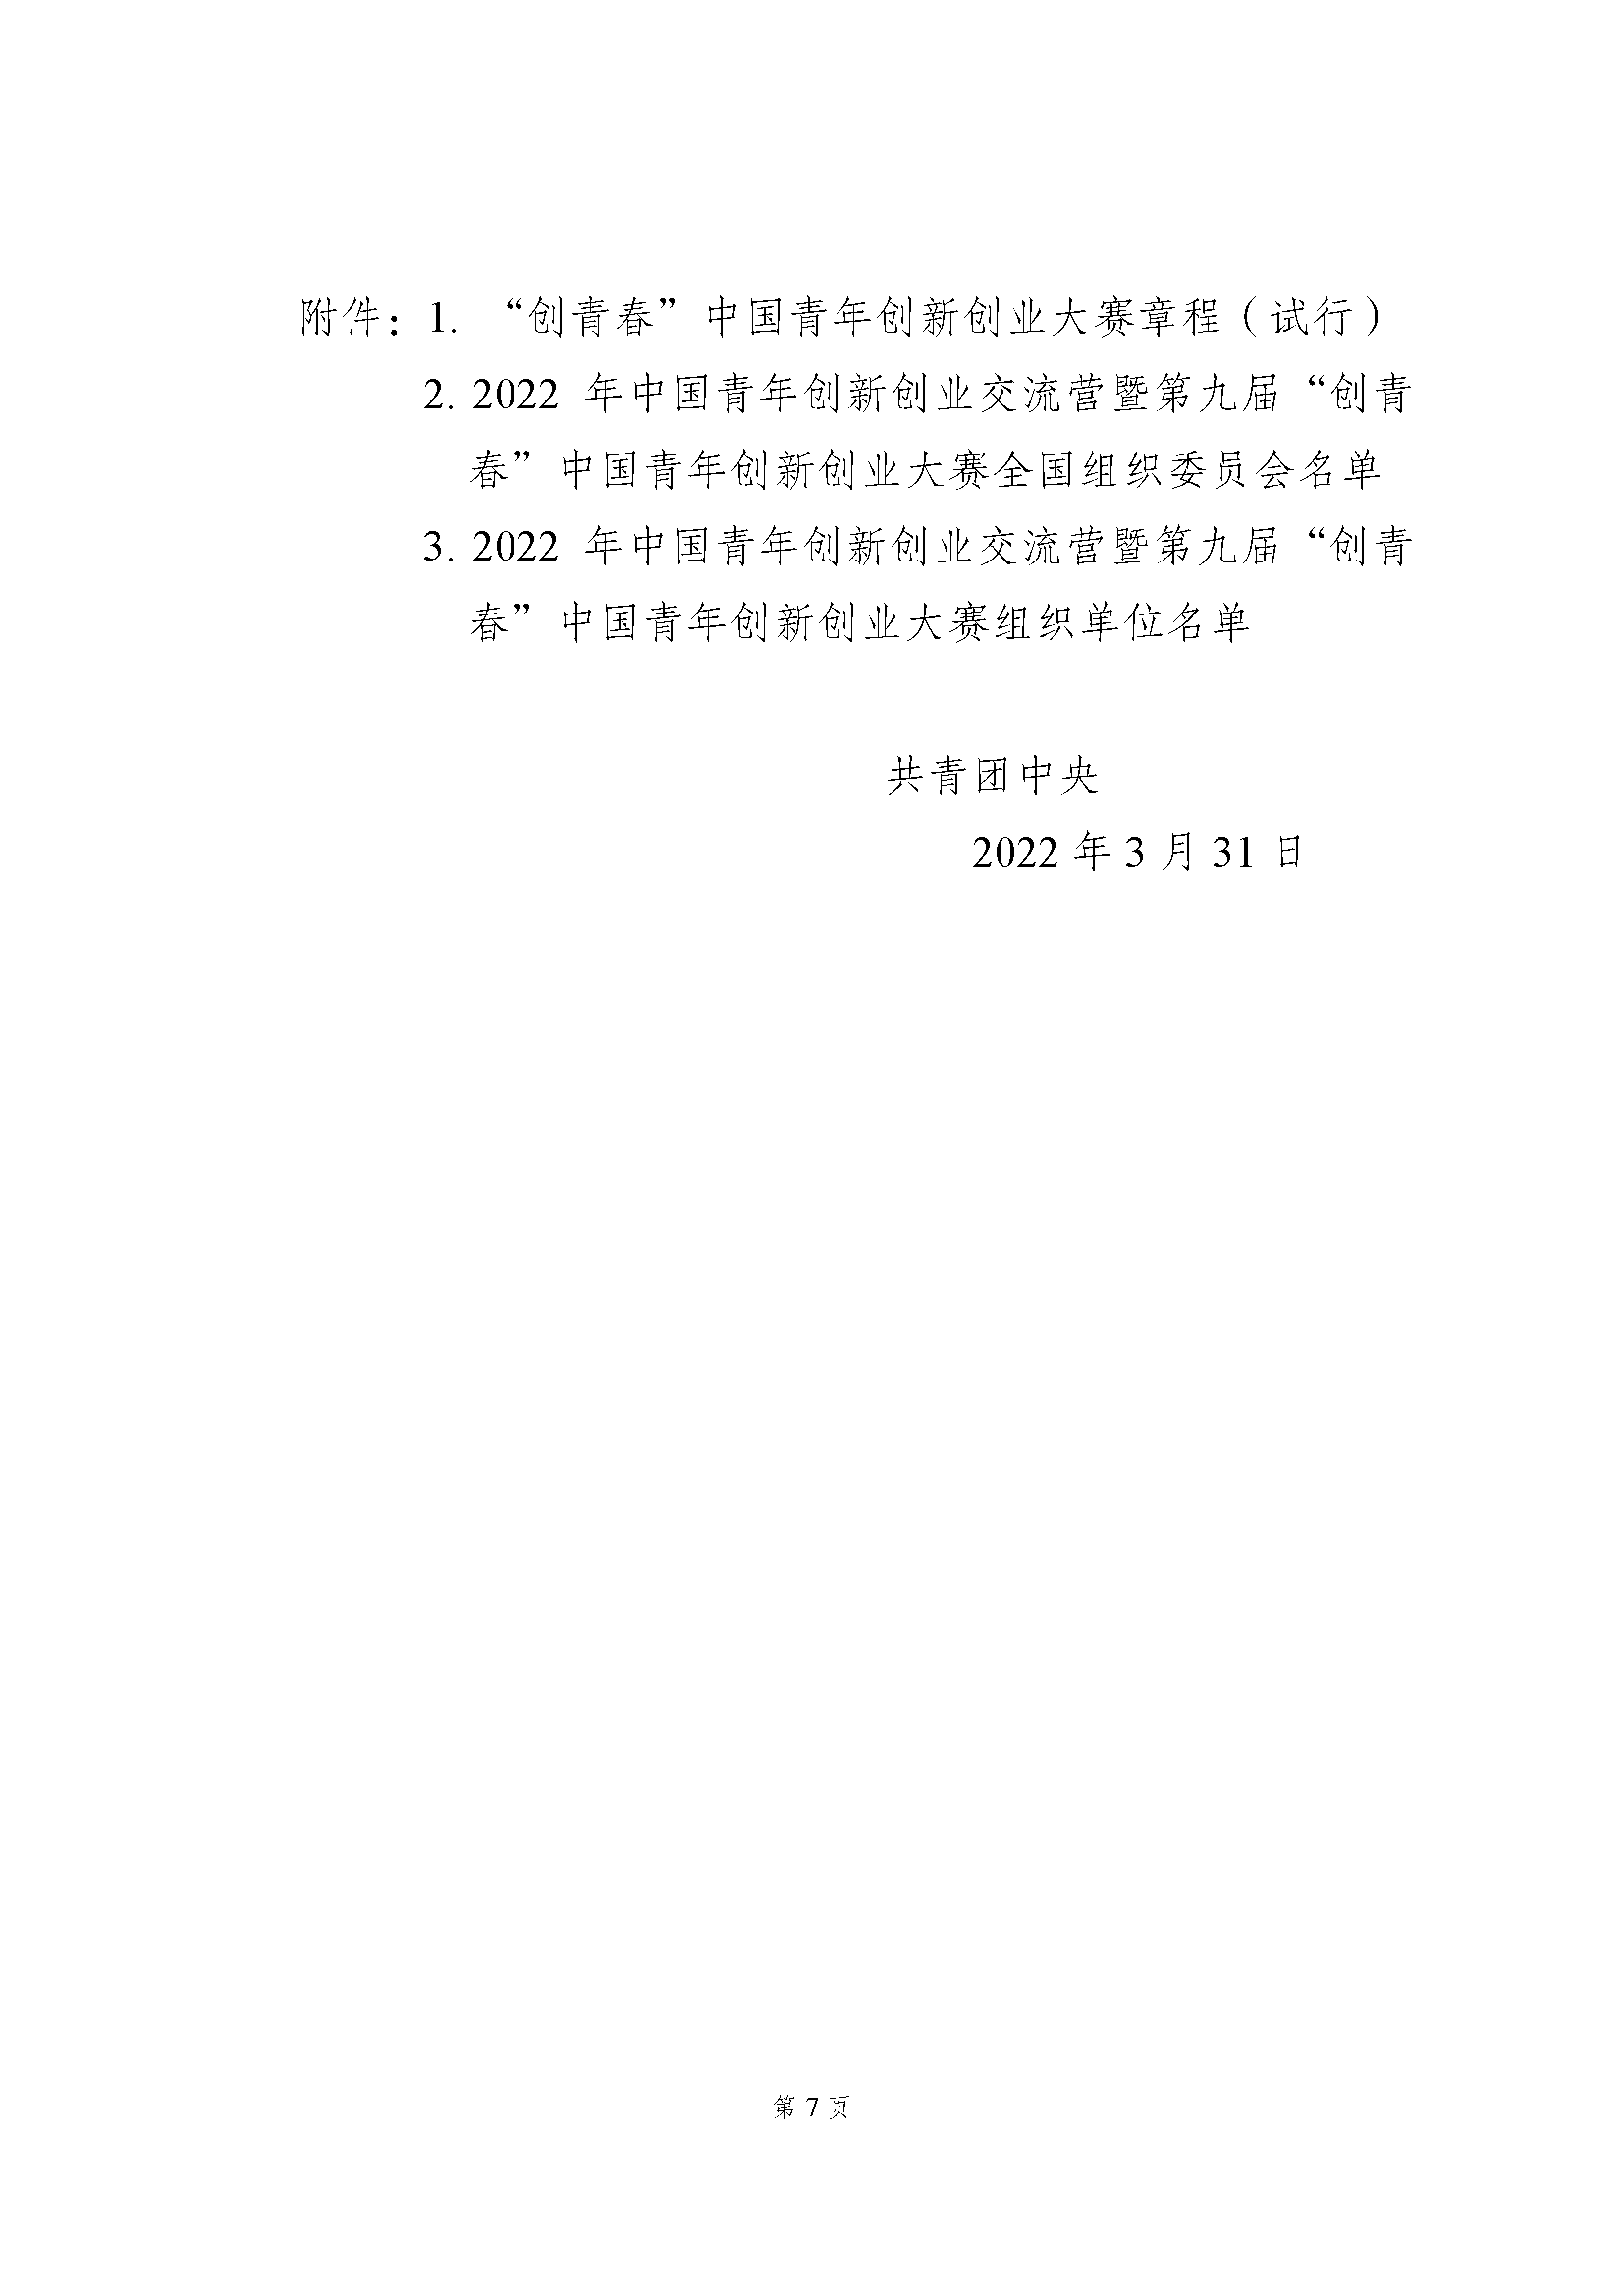 附件：1. “创青春”中国青年创新创业大赛章程（试行）
2. 2022 年中国青年创新创业交流营暨第九届“创青
春”中国青年创新创业大赛全国组织委员会名单
3. 2022 年中国青年创新创业交流营暨第九届“创青
春”中国青年创新创业大赛组织单位名单
共青团中央
2022 年 3 月 31 日
第 7 页